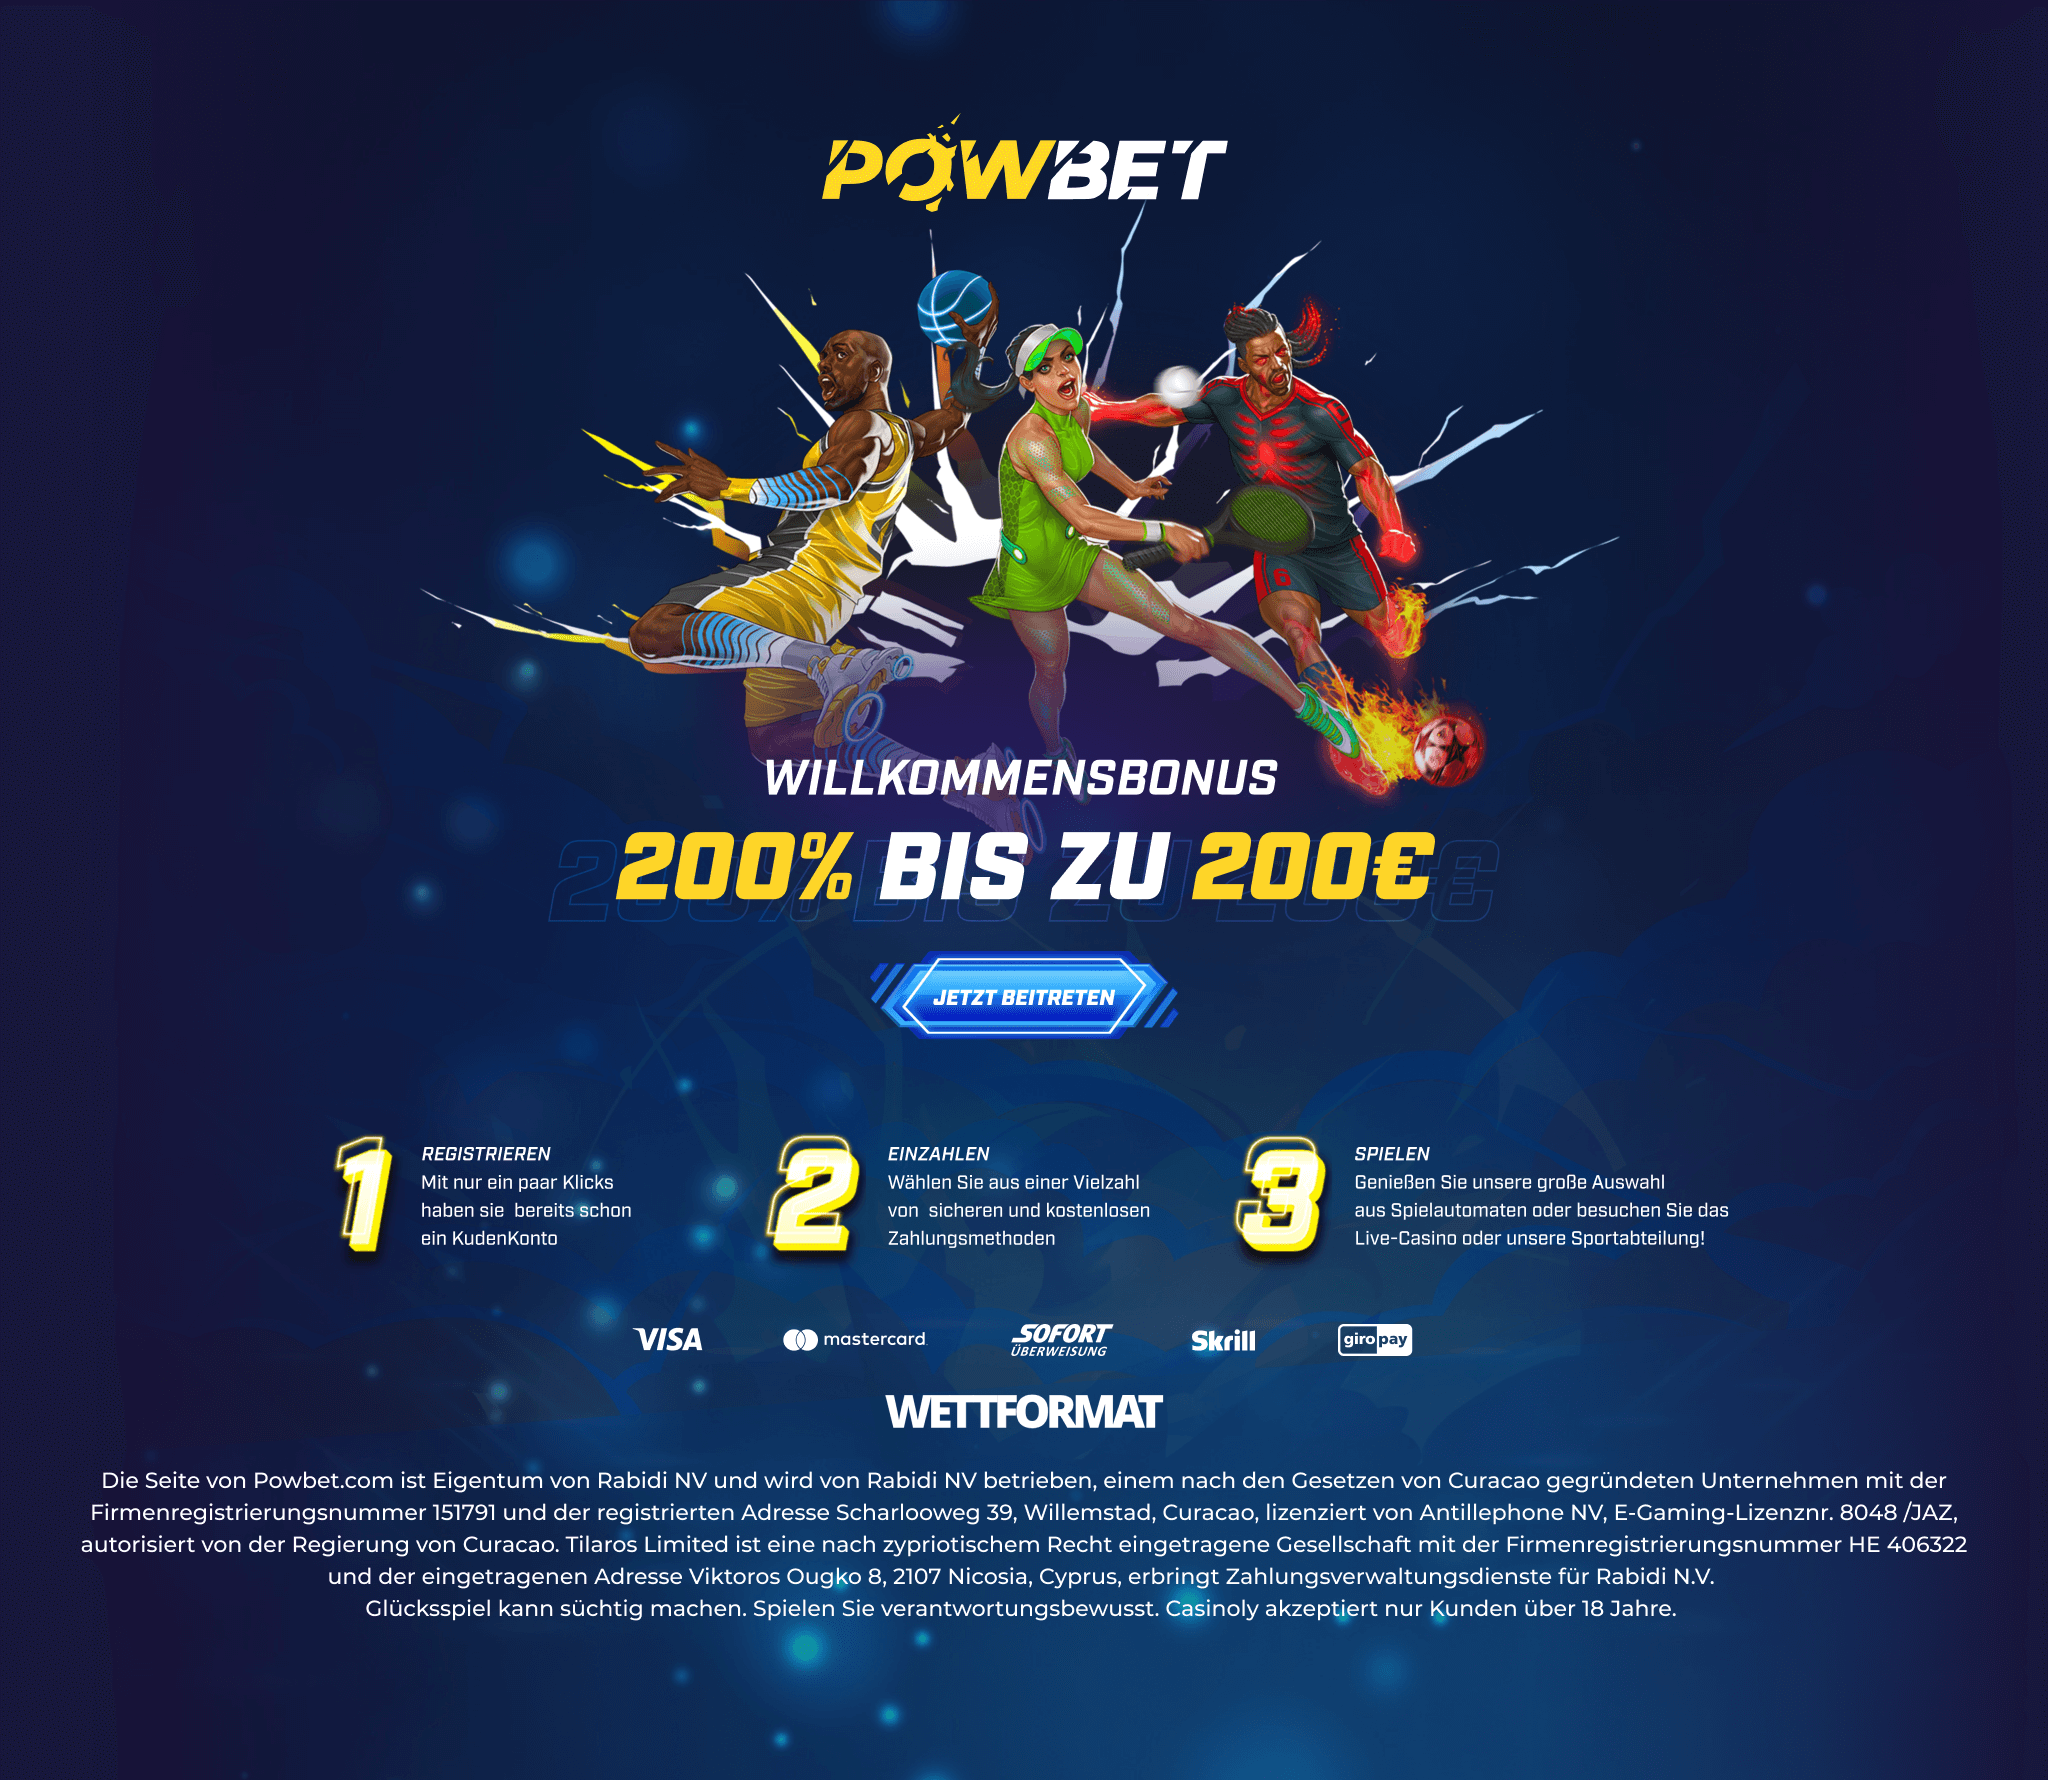 POWBET
WILLKOMMENSBONUS
200% BIS ZU 200€
JETZT BEITRETEN
1
REGISTRIEREN
Mit nur ein paar Klicks
haben sie bereits schon
ein KudenKonto
2
EINZAHLEN
Wählen Sie aus einer Vielzahl
von sicheren und kostenlosen
Zahlungsmethoden
3
SPIELEN
Genießen Sie unsere große Auswahl
aus Spielautomaten oder besuchen Sie das
Live-Casino oder unsere Sportabteilung!
VISA
mastercard.
SOFORT
ÜBERWEISUNG
Skrill
giropay
WETTFORMAT
Die Seite von Powbet.com ist Eigentum von Rabidi NV und wird von Rabidi NV betrieben, einem nach den Gesetzen von Curacao gegründeten Unternehmen mit der
Firmenregistrierungsnummer 151791 und der registrierten Adresse Scharlooweg 39, Willemstad, Curacao, lizenziert von Antillephone NV, E-Gaming-Lizenznr. 8048 /JAZ,
autorisiert von der Regierung von Curacao. Tilaros Limited ist eine nach zypriotischem Recht eingetragene Gesellschaft mit der Firmenregistrierungsnummer HE 406322
und der eingetragenen Adresse Viktoros Ougko 8, 2107 Nicosia, Cyprus, erbringt Zahlungsverwaltungsdienste für Rabidi N.V.
Glücksspiel kann süchtig machen. Spielen Sie verantwortungsbewusst. Casinoly akzeptiert nur Kunden über 18 Jahre.